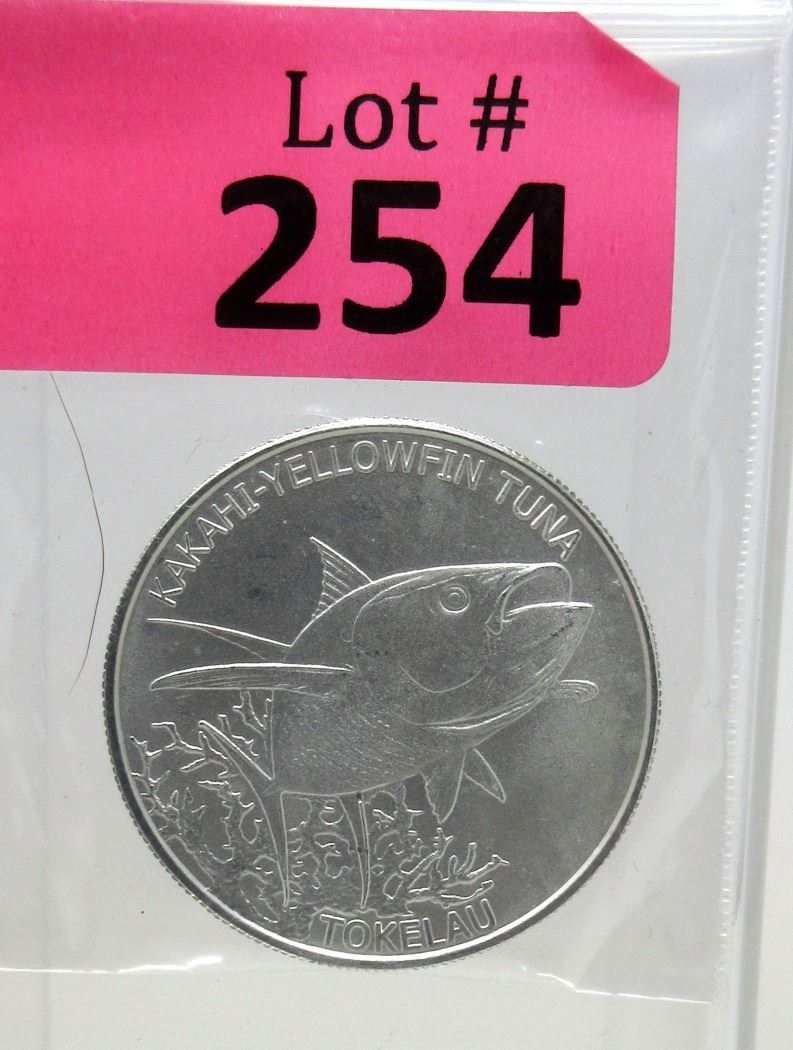 Lot #
254
KAKAHI-YELLOWFIN TUNA
TOKELAU